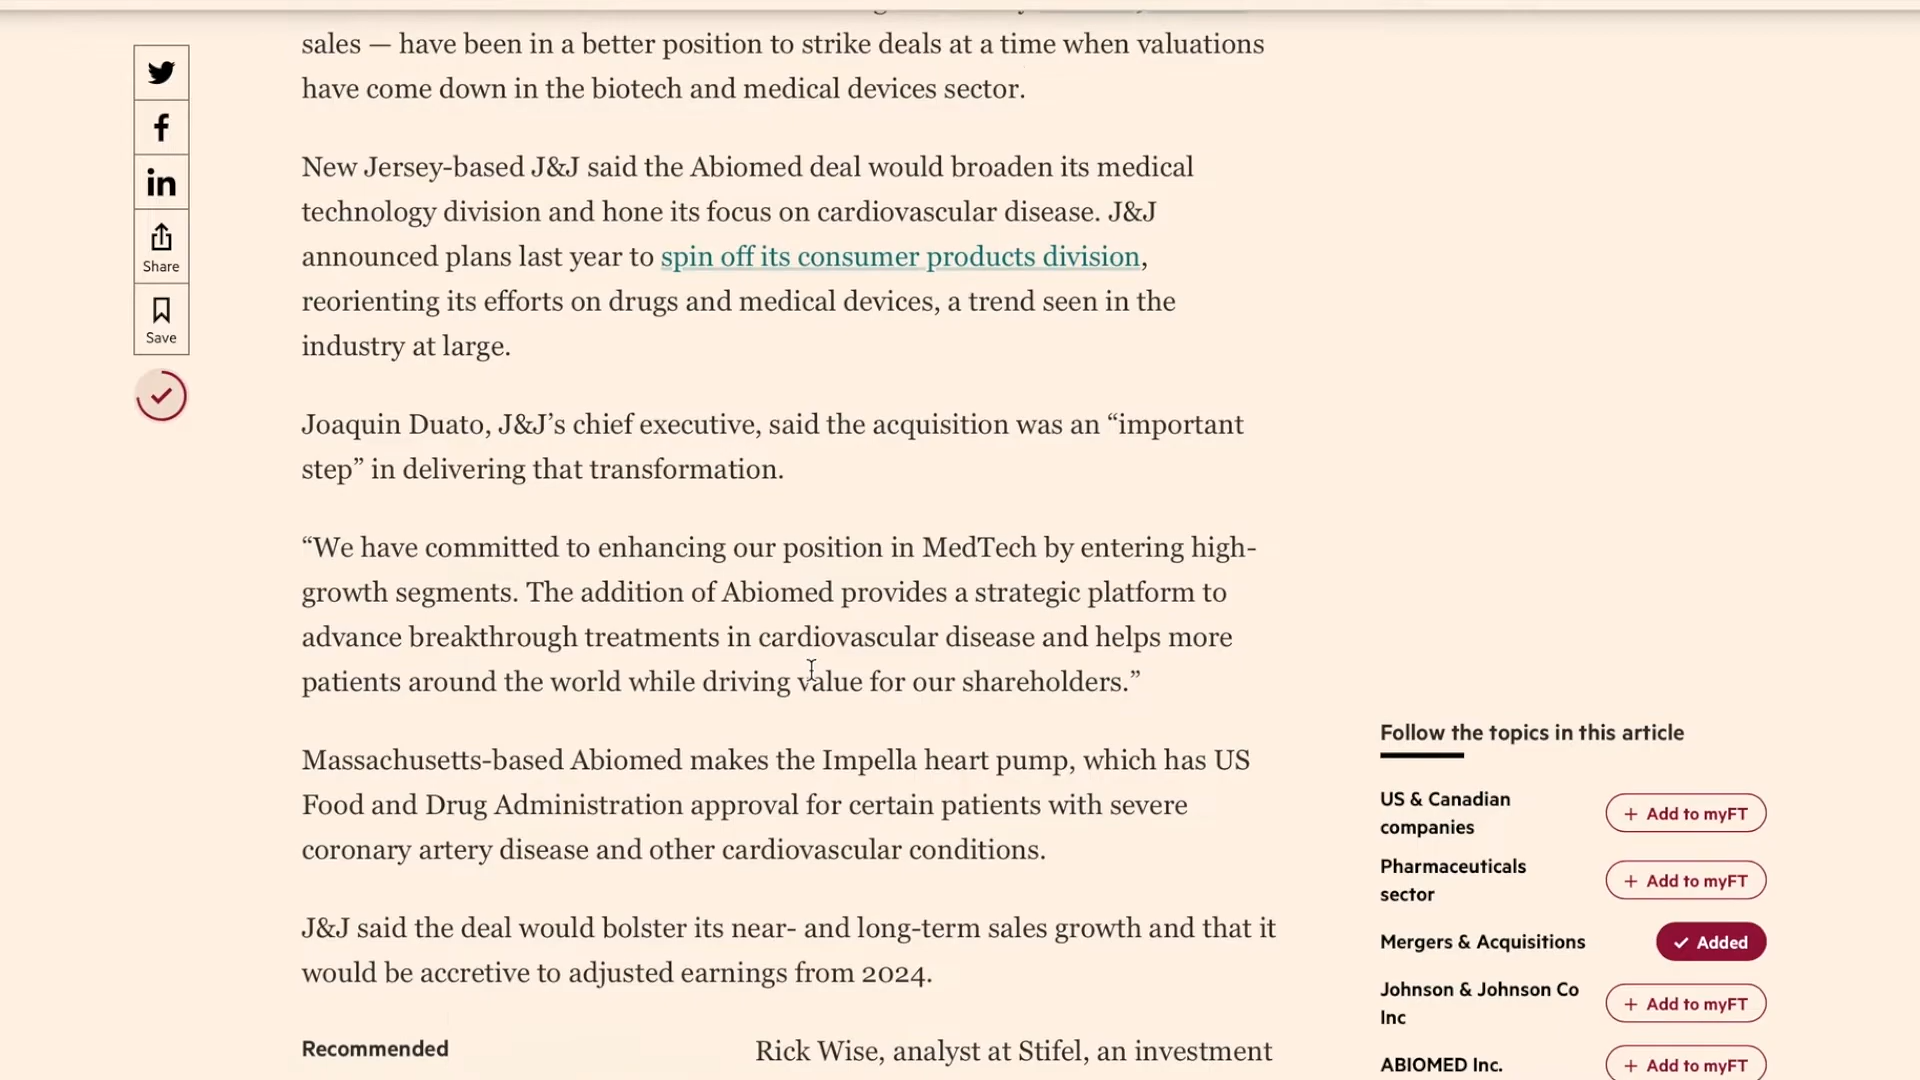 sales — have been in a better position to strike deals at a time when valuations
have come down in the biotech and medical devices sector.
New Jersey-based J&J said the Abiomed deal would broaden its medical
technology division and hone its focus on cardiovascular disease. J&J
announced plans last year to spin off its consumer products division,
reorienting its efforts on drugs and medical devices, a trend seen in the
industry at large.
Joaquin Duato, J&J’s chief executive, said the acquisition was an “important
step” in delivering that transformation.
“We have committed to enhancing our position in MedTech by entering high-
growth segments. The addition of Abiomed provides a strategic platform to
advance breakthrough treatments in cardiovascular disease and helps more
patients around the world while driving value for our shareholders.”
Massachusetts-based Abiomed makes the Impella heart pump, which has US
Food and Drug Administration approval for certain patients with severe
coronary artery disease and other cardiovascular conditions.
J&J said the deal would bolster its near- and long-term sales growth and that it
would be accretive to adjusted earnings from 2024.
Recommended
Rick Wise, analyst at Stifel, an investment
Share
Save
Follow the topics in this article
US & Canadian
companies
+ Add to myFT
Pharmaceuticals
sector
+ Add to myFT
Mergers & Acquisitions
Added
Johnson & Johnson Co
Inc
+ Add to myFT
ABIOMED Inc.
+ Add to myFT